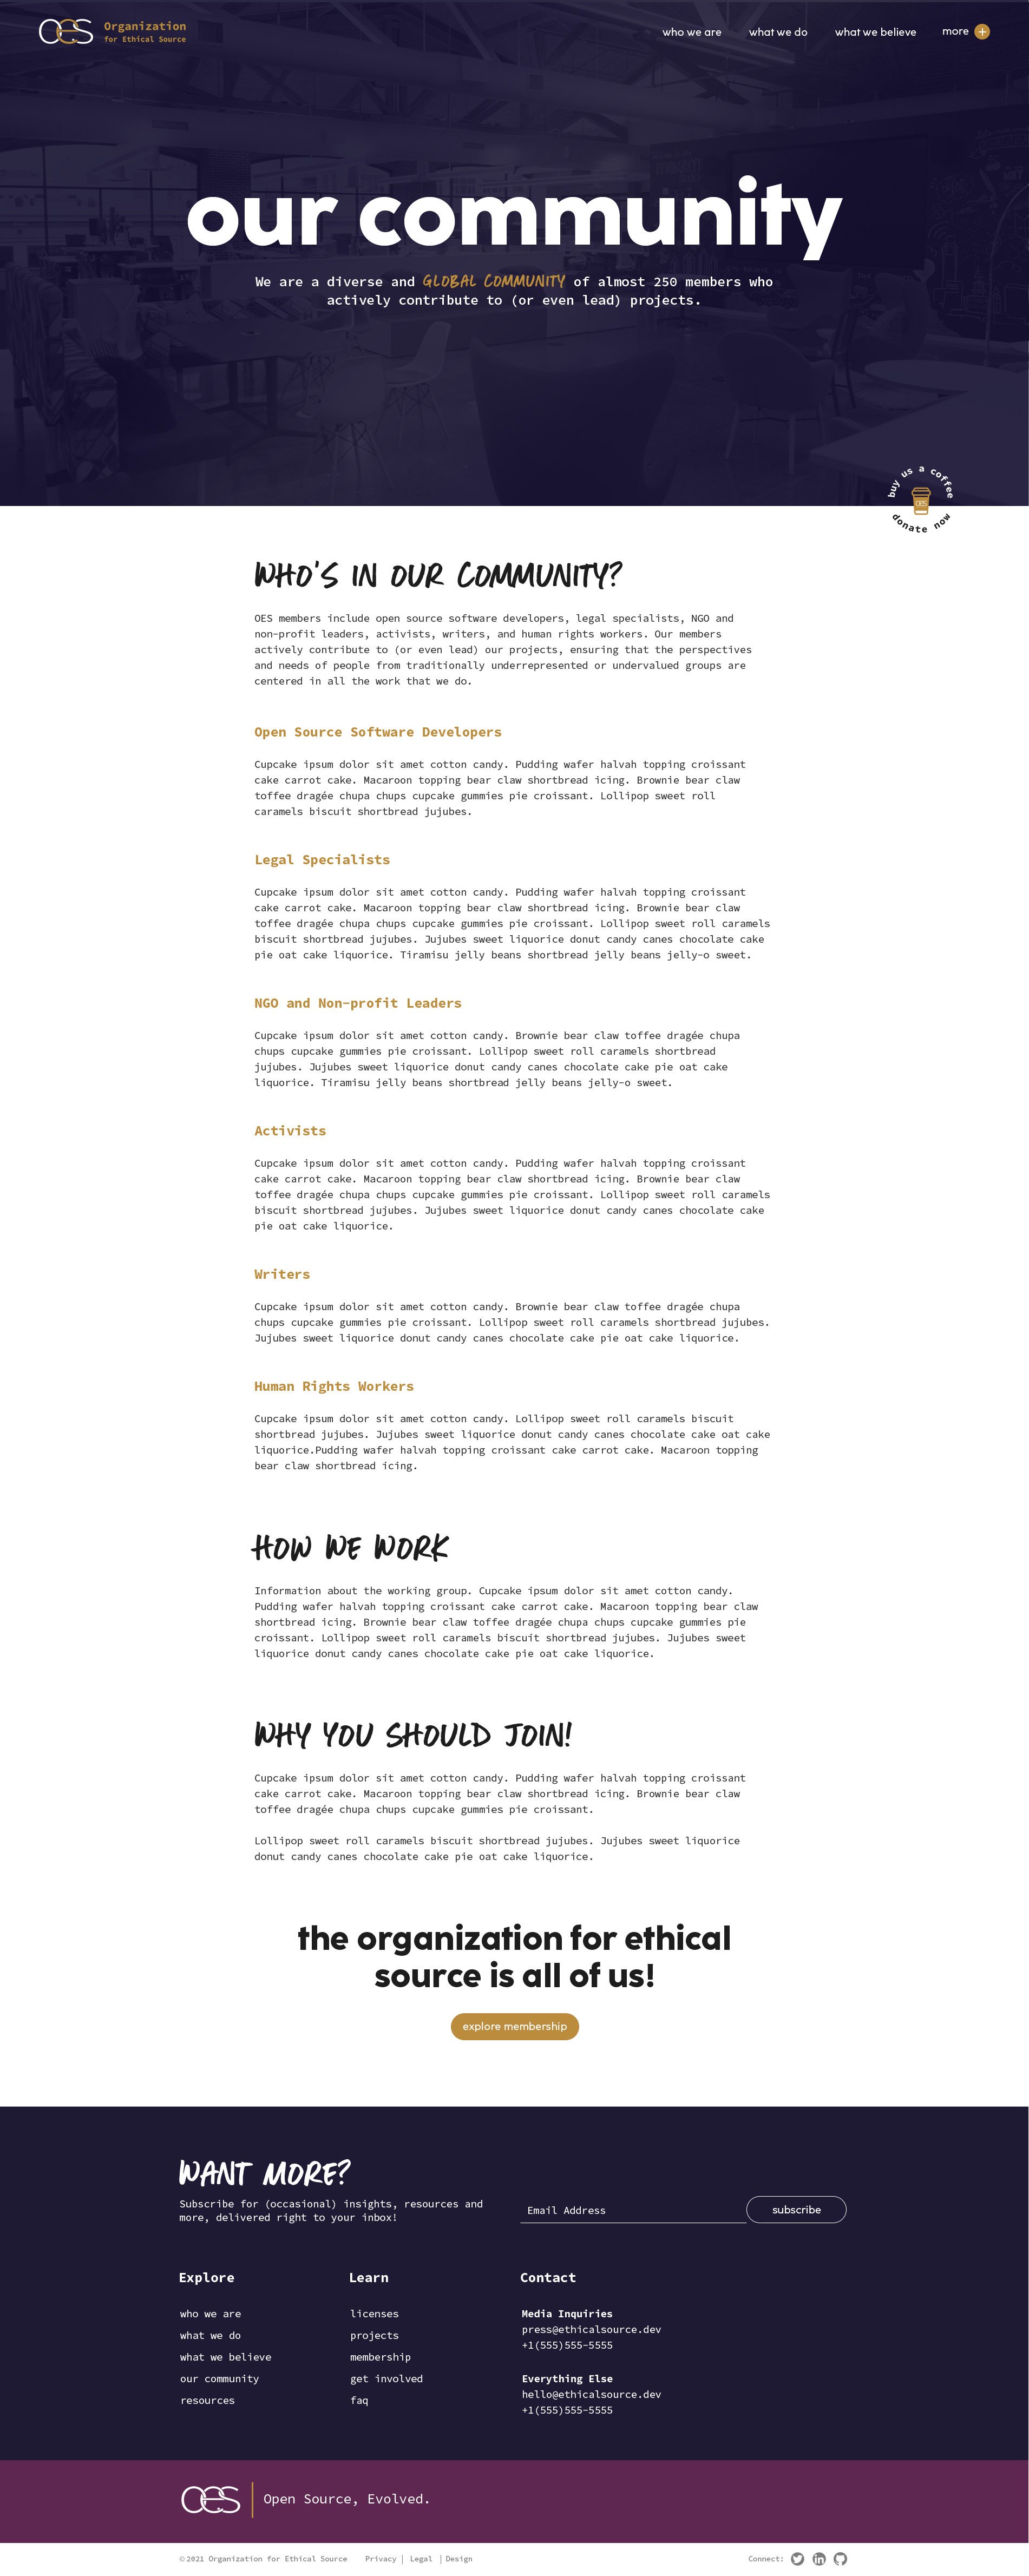 OES Organization
for Ethical Source
who we are
what we do
what we believe
more +
our community
We are a diverse and GLOBAL COMMUNITY of almost 250 members who
actively contribute to (or even lead) projects.
buy us a coffee
OES
donate now
WHO'S IN OUR COMMUNITY?
OES members include open source software developers, legal specialists, NGO and
non-profit leaders, activists, writers, and human rights workers. Our members
actively contribute to (or even lead) our projects, ensuring that the perspectives
and needs of people from traditionally underrepresented or undervalued groups are
centered in all the work that we do.
Open Source Software Developers
Cupcake ipsum dolor sit amet cotton candy. Pudding wafer halvah topping croissant
cake carrot cake. Macaroon topping bear claw shortbread icing. Brownie bear claw
toffee dragée chupa chups cupcake gummies pie croissant. Lollipop sweet roll
caramels biscuit shortbread jujubes.
Legal Specialists
Cupcake ipsum dolor sit amet cotton candy. Pudding wafer halvah topping croissant
cake carrot cake. Macaroon topping bear claw shortbread icing. Brownie bear claw
toffee dragée chupa chups cupcake gummies pie croissant. Lollipop sweet roll caramels
biscuit shortbread jujubes. Jujubes sweet liquorice donut candy canes chocolate cake
pie oat cake liquorice. Tiramisu jelly beans shortbread jelly beans jelly-o sweet.
NGO and Non-profit Leaders
Cupcake ipsum dolor sit amet cotton candy. Brownie bear claw toffee dragée chupa
chups cupcake gummies pie croissant. Lollipop sweet roll caramels shortbread
jujubes. Jujubes sweet liquorice donut candy canes chocolate cake pie oat cake
liquorice. Tiramisu jelly beans shortbread jelly beans jelly-o sweet.
Activists
Cupcake ipsum dolor sit amet cotton candy. Pudding wafer halvah topping croissant
cake carrot cake. Macaroon topping bear claw shortbread icing. Brownie bear claw
toffee dragée chupa chups cupcake gummies pie croissant. Lollipop sweet roll caramels
biscuit shortbread jujubes. Jujubes sweet liquorice donut candy canes chocolate cake
pie oat cake liquorice.
Writers
Cupcake ipsum dolor sit amet cotton candy. Brownie bear claw toffee dragée chupa
chups cupcake gummies pie croissant. Lollipop sweet roll caramels shortbread jujubes.
Jujubes sweet liquorice donut candy canes chocolate cake pie oat cake liquorice.
Human Rights Workers
Cupcake ipsum dolor sit amet cotton candy. Lollipop sweet roll caramels biscuit
shortbread jujubes. Jujubes sweet liquorice donut candy canes chocolate cake oat cake
liquorice.Pudding wafer halvah topping croissant cake carrot cake. Macaroon topping
bear claw shortbread icing.
HOW WE WORK
Information about the working group. Cupcake ipsum dolor sit amet cotton candy.
Pudding wafer halvah topping croissant cake carrot cake. Macaroon topping bear claw
shortbread icing. Brownie bear claw toffee dragée chupa chups cupcake gummies pie
croissant. Lollipop sweet roll caramels biscuit shortbread jujubes. Jujubes sweet
liquorice donut candy canes chocolate cake pie oat cake liquorice.
WHY YOU SHOULD JOIN!
Cupcake ipsum dolor sit amet cotton candy. Pudding wafer halvah topping croissant
cake carrot cake. Macaroon topping bear claw shortbread icing. Brownie bear claw
toffee dragée chupa chups cupcake gummies pie croissant.
Lollipop sweet roll caramels biscuit shortbread jujubes. Jujubes sweet liquorice
donut candy canes chocolate cake pie oat cake liquorice.
the organization for ethical
source is all of us!
explore membership
WANT MORE?
Subscribe for (occasional) insights, resources and
more, delivered right to your inbox!
Email Address
subscribe
Explore
who we are
what we do
what we believe
our community
resources
Learn
licenses
projects
membership
get involved
faq
Contact
Media Inquiries
press@ethicalsource.dev
+1(555)555-5555
Everything Else
hello@ethicalsource.dev
+1(555)555-5555
OES | Open Source, Evolved.
© 2021 Organization for Ethical Source Privacy | Legal | Design
Connect: in